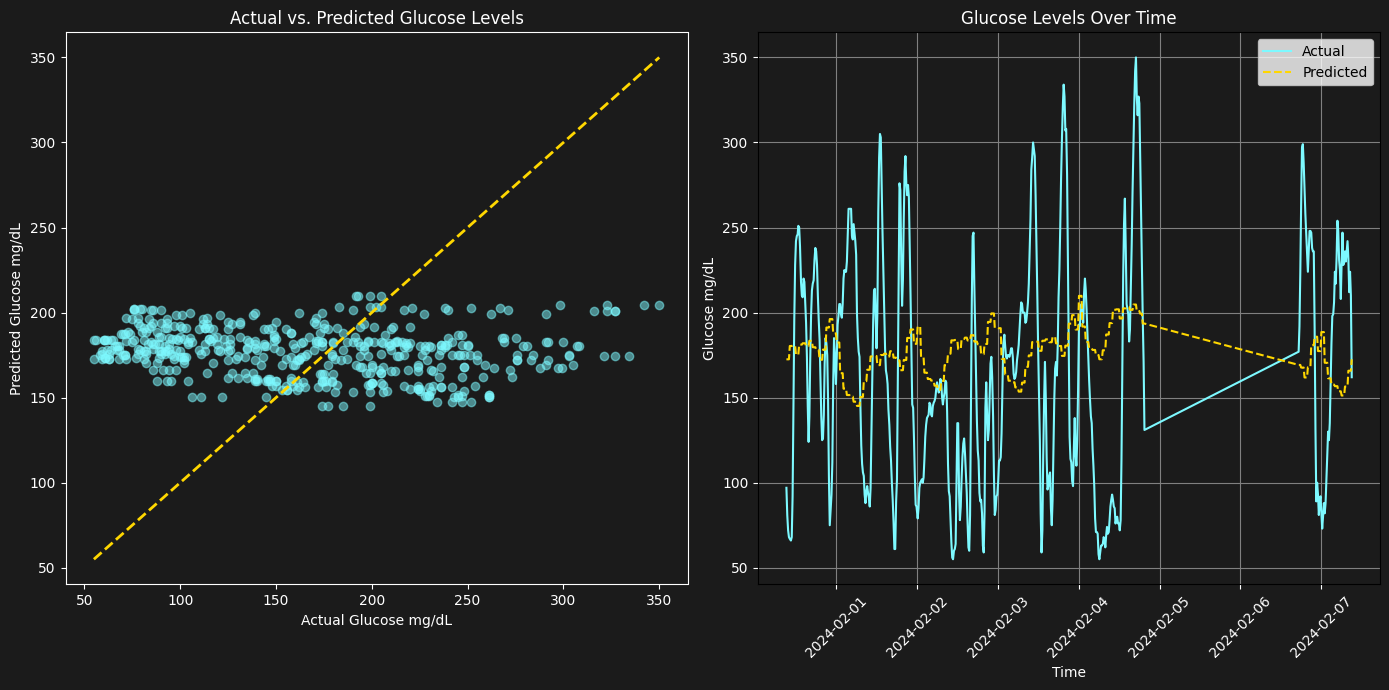 Actual vs. Predicted Glucose Levels
350
300
250
200
150
100
50
Predicted Glucose mg/dL
50 100 150 200 250 300 350
Actual Glucose mg/dL
Glucose Levels Over Time
Actual
Predicted
350
300
250
200
150
100
50
Glucose mg/dL
2024-02-01 2024-02-02 2024-02-03 2024-02-04 2024-02-05 2024-02-06 2024-02-07
Time